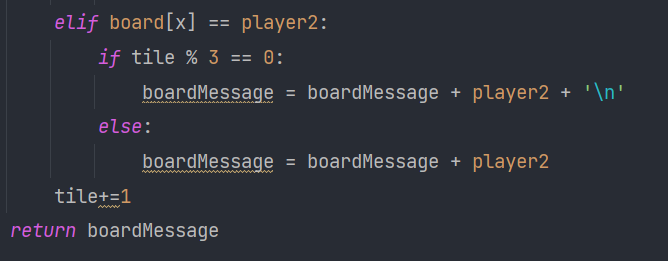 elif board[x] == player2:
if tile % 3 == 0:
boardMessage = boardMessage + player2 + '\n'
else:
boardMessage = boardMessage + player2
tile+=1
return boardMessage